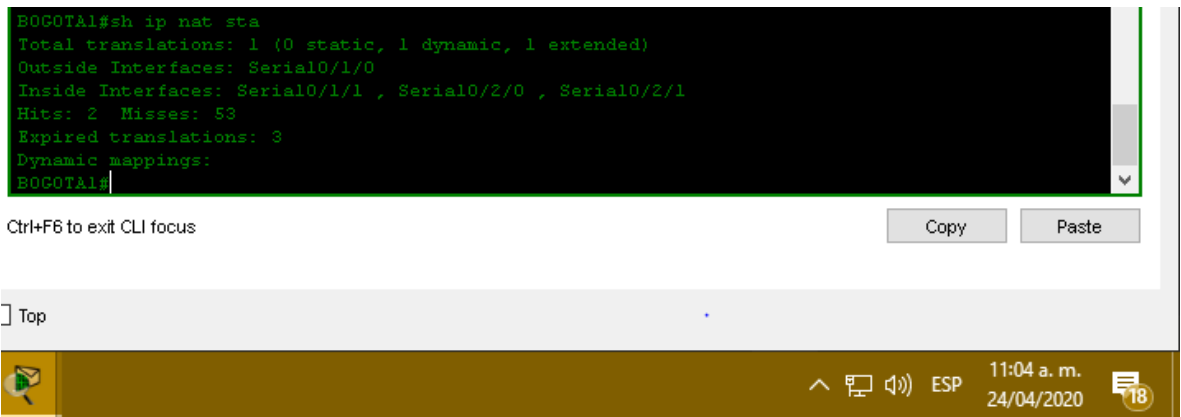 BOGOTA1#sh ip nat sta
Total translations: 1 (0 static, 1 dynamic, 1 extended)
Outside Interfaces: Serial0/1/0
Inside Interfaces: Serial0/1/1 , Serial0/2/0 , Serial0/2/1
Hits: 2  Misses: 53
Expired translations: 3
Dynamic mappings:
BOGOTA1#
Ctrl+F6 to exit CLI focus
Copy
Paste
Top
ESP
11:04 a. m.
24/04/2020
18